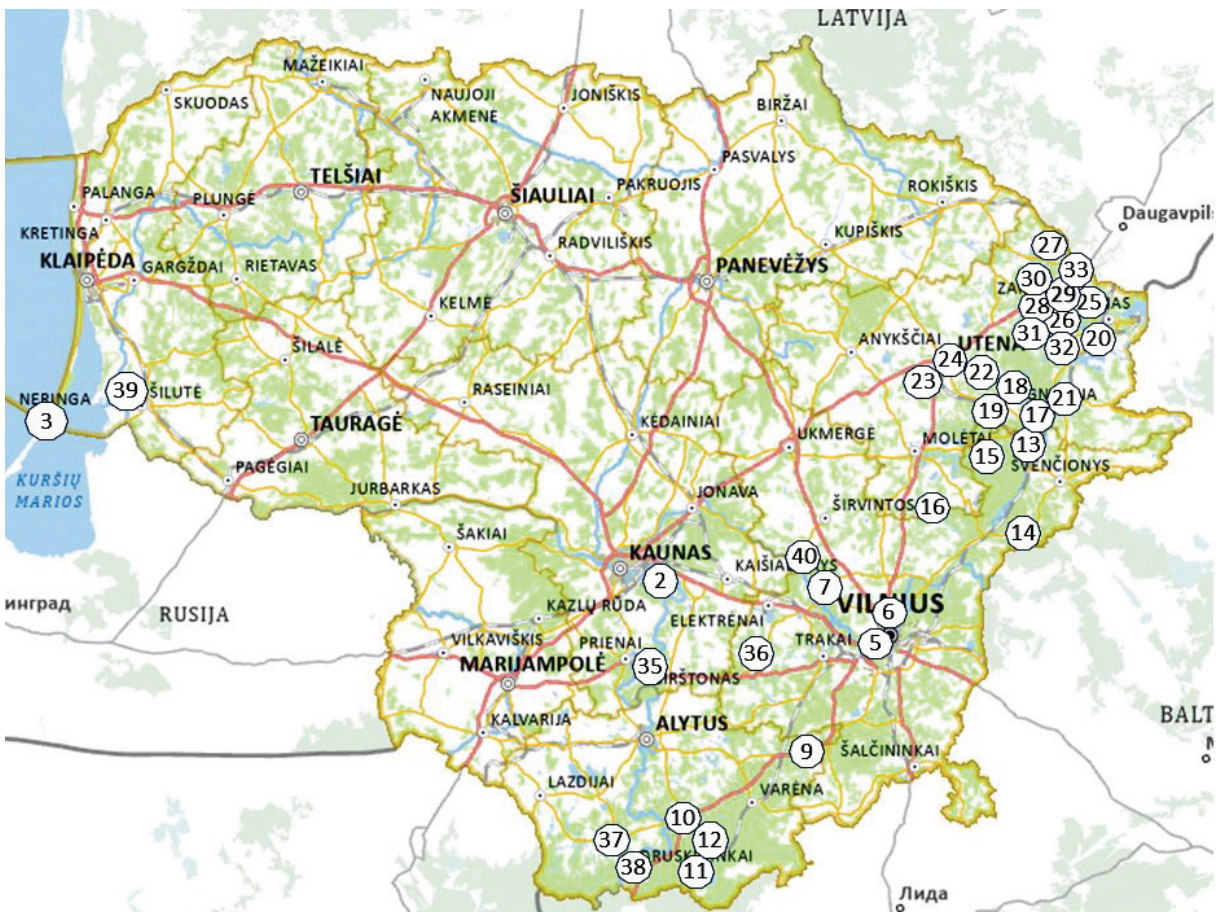 LATVIJA
MAŽEIKIAI
SKUODAS
NAUJOJI
AKMENĖ
JONIŠKIS
BIRŽAI
PASVALYS
TELŠIAI
PALANGA
PLUNGĖ
ŠIAULIAI
PAKRUOJIS
ROKIŠKIS
Daugavpils
KRETINGA
RADVILIŠKIS
KUPIŠKIS
27
KLAIPĖDA
GARGŽDAI
RIETAVAS
PANEVĖŽYS
33
30
29
25
KELMĖ
28
26
ANYKŠČIAI
UTENA
31
32
20
ŠILALĖ
24
22
23
18
39
ŠILUTĖ
RASEINIAI
21
NERINGA
3
19
17
TAURAGĖ
KĖDAINIAI
UKMERGĖ
MOLĖTAI
13
15
ŠVENČIONYS
PAGĖGIAI
KURŠIŲ
MARIOS
JURBARKAS
JONAVA
ŠIRVINTOS
16
ŠAKIAI
14
KAUNAS
2
KAIŠIA
40
YS
7
RUSIJA
KAZLŲ RŪDA
ELEKTRĖNAI
VILNIUS
6
VILKAVIŠKIS
PRIENAI
TRAKAI
5
MARIJAMPOLĖ
35
36
IRŠTONAS
KALVARIJA
ALYTUS
9
ŠALČININKAI
BALT
LAZDIJAI
VARĖNA
10
37
12
38
11
Лида